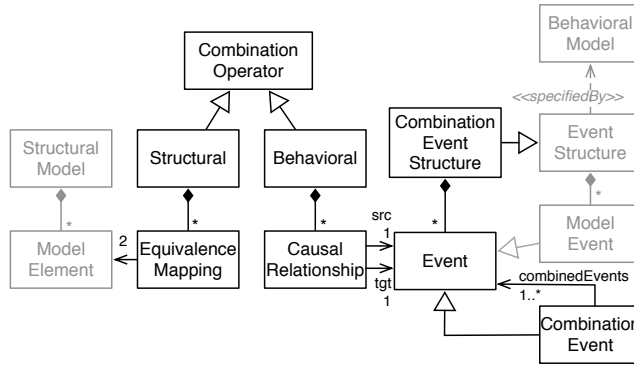 Behavioral
Model
Combination
Operator
<<specifiedBy>>
Combination
Event
Structure
Event
Structure
Structural
Model
Structural
Behavioral
*
*
*
*
*
src
1
2
Model
Element
Equivalence
Mapping
Causal
Relationship
tgt
1
Event
Model
Event
combinedEvents
1..*
Combination
Event